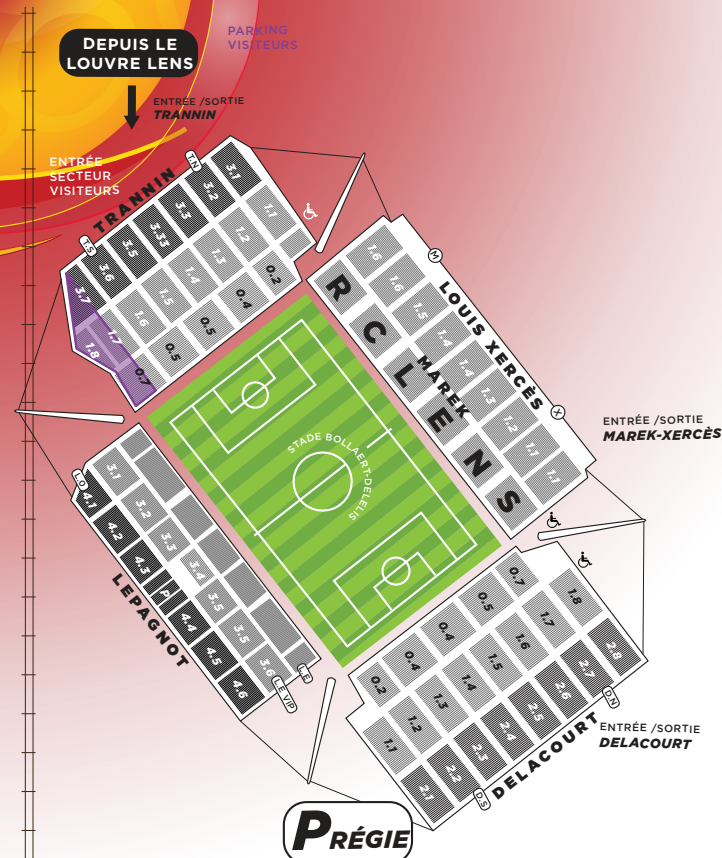 PARKING
VISITEURS
DEPUIS LE
LOUVRE LENS
ENTRÉE /SORTIE
TRANNIN
ENTRÉE
SECTEUR
VISITEURS
TRANNIN
T.N
T.S
3.1
3.2
3.3
3.33
3.5
3.6
3.7
1.1
1.2
1.3
1.4
1.5
1.6
1.7
1.8
0.2
0.4
0.5
0.5
0.7
LOUIS XERCÈS
M
X
1.6
1.6
1.5
1.4
1.4
1.3
1.2
1.1
1.1
MAREK
R C L E N S
ENTRÉE /SORTIE
MAREK-XERCÈS
STADE BOLLAERT-DELELIS
LEPAGNOT
L.O
3.1
3.2
3.3
3.4
3.5
3.5
3.6
4.1
4.2
4.3
P
4.4
4.5
4.6
L.E VIP
L.E
0.2
0.4
0.4
0.5
0.7
1.1
1.2
1.3
1.4
1.5
1.6
1.7
1.8
2.1
2.2
2.3
2.4
2.5
2.6
2.7
2.8
D.S
D.N
DELACOURT
ENTRÉE /SORTIE
DELACOURT
PRÉGIE